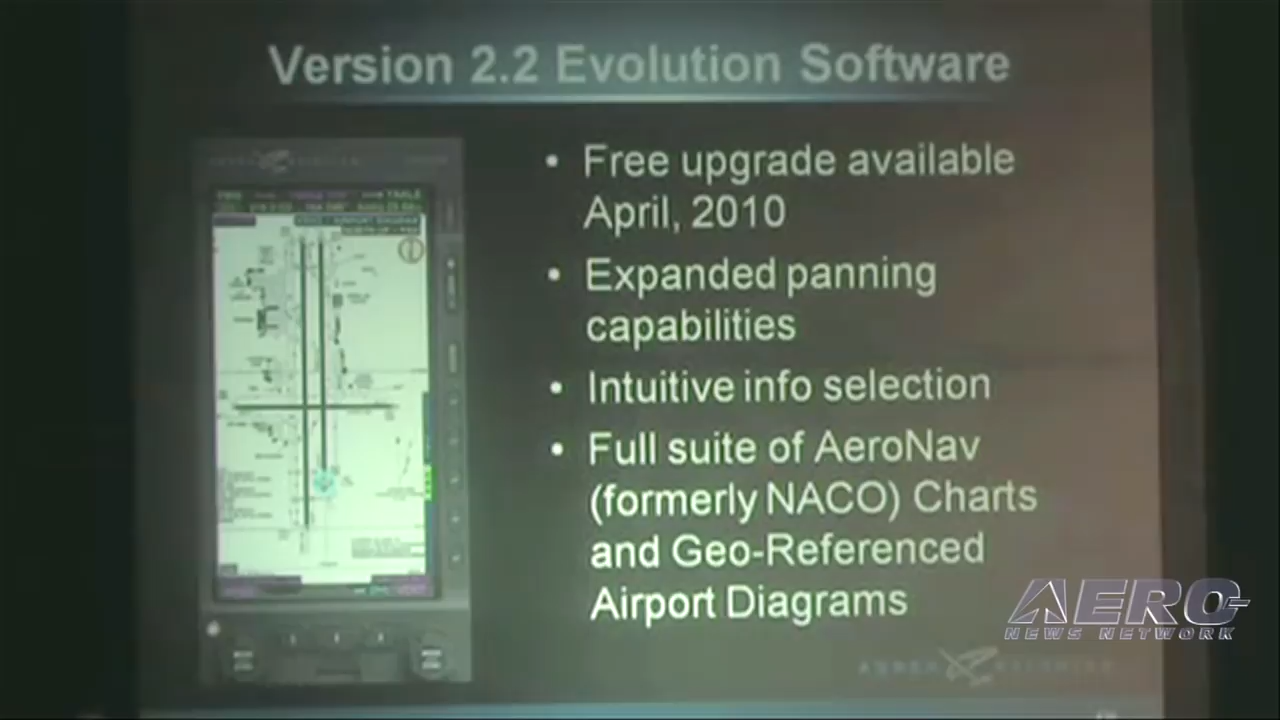 Version 2.2 Evolution Software
• Free upgrade available
April, 2010
• Expanded panning
capabilities
• Intuitive info selection
• Full suite of AeroNav
(formerly NACO) Charts
and Geo-Referenced
Airport Diagrams
AERO-
NEWS NETWORK